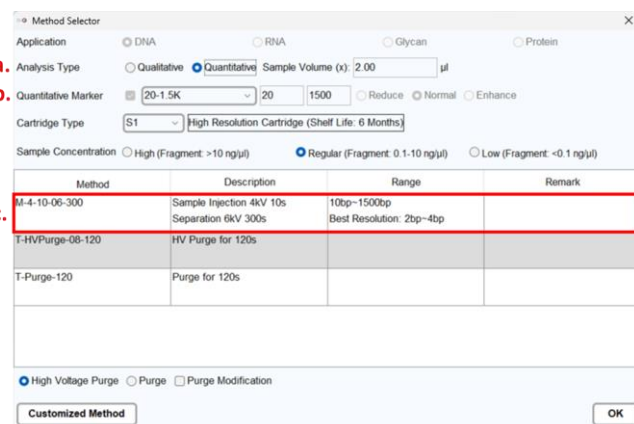 Method Selector
Application DNA RNA Glycan Protein
a. Analysis Type Qualitative Quantitative Sample Volume (x): 2.00 μl
b. Quantitative Marker 20-1.5K 20 1500 Reduce Normal Enhance
Cartridge Type S1 High Resolution Cartridge (Shelf Life: 6 Months)
Sample Concentration High (Fragment: >10 ng/μl) Regular (Fragment: 0.1-10 ng/μl) Low (Fragment: <0.1 ng/μl)
Method Description Range Remark
c. M-4-10-06-300 Sample Injection 4kV 10s 10bp~1500bp
Separation 6kV 300s Best Resolution: 2bp~4bp
T-HVPurge-08-120 HV Purge for 120s
T-Purge-120 Purge for 120s
High Voltage Purge Purge Purge Modification
Customized Method OK